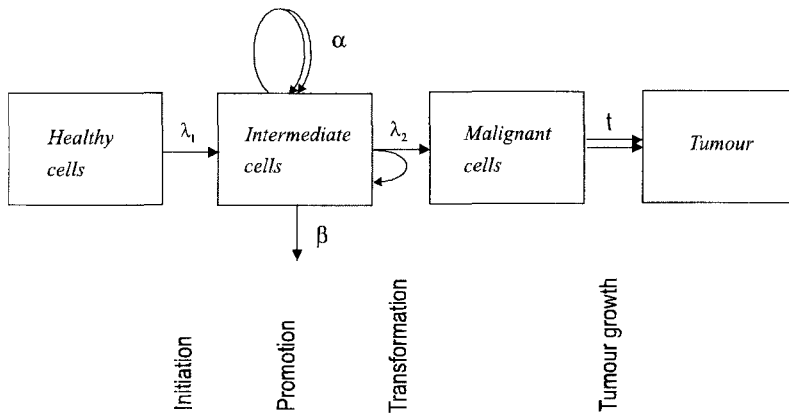 α
Healthy
cells
λ₁
Intermediate
cells
λ₂
Malignant
cells
t
Tumour
β
Initiation
Promotion
Transformation
Tumour growth